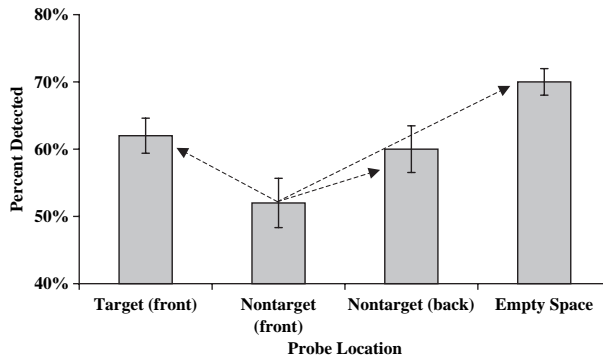 80%
70%
60%
50%
40%
Percent Detected
Target (front)
Nontarget
(front)
Nontarget (back)
Empty Space
Probe Location